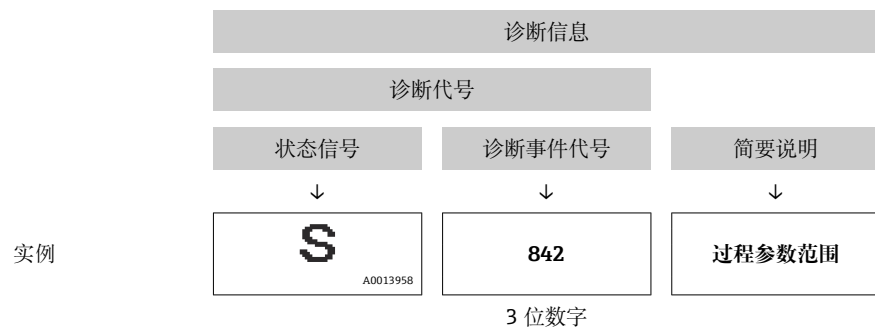 诊断信息
诊断代号
状态信号 诊断事件代号 简要说明
↓ ↓ ↓
实例 S 842 过程参数范围
A0013958
3 位数字